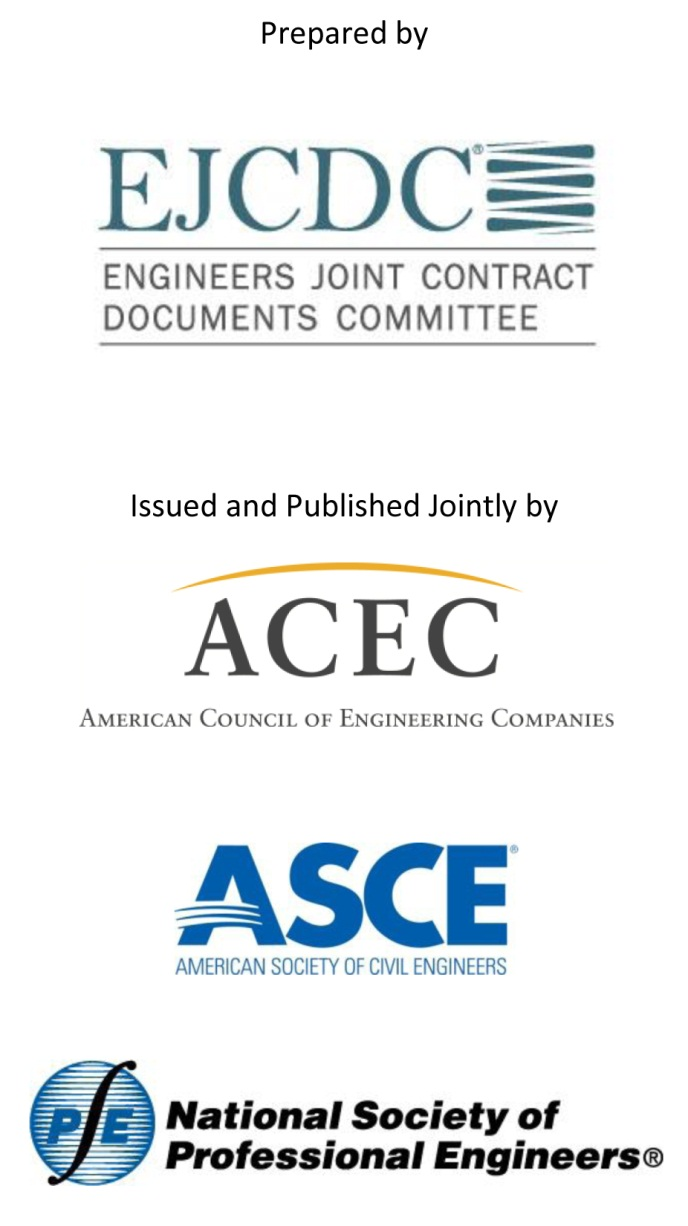 Prepared by
EJCDC®
ENGINEERS JOINT CONTRACT
DOCUMENTS COMMITTEE
Issued and Published Jointly by
ACEC
AMERICAN COUNCIL OF ENGINEERING COMPANIES
ASCE®
AMERICAN SOCIETY OF CIVIL ENGINEERS
PSE
National Society of
Professional Engineers®